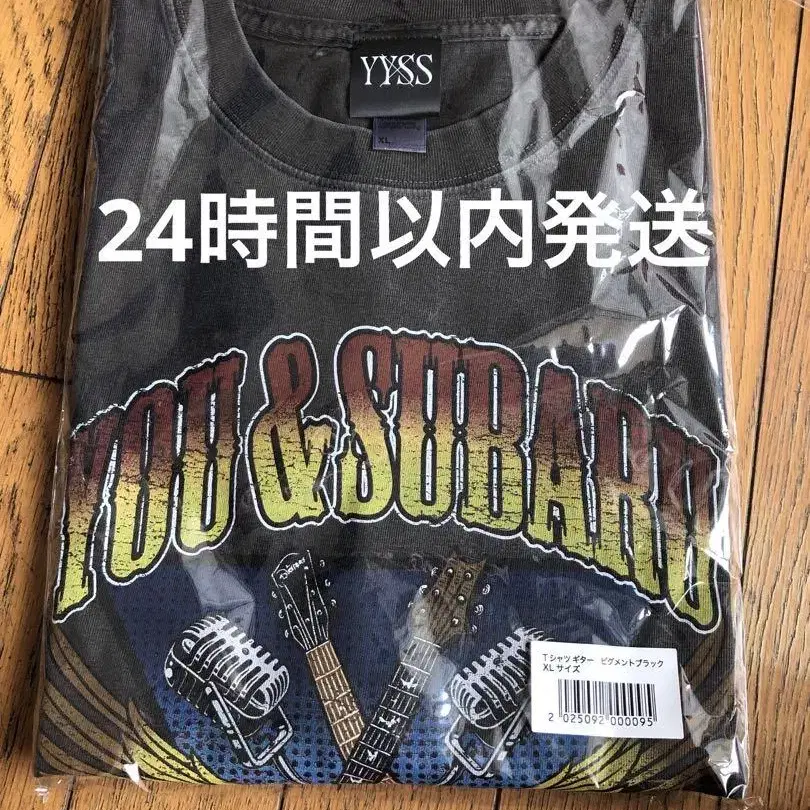 YYSS
XL
24時間以内発送
YOU & SUBARU
Tシャツ ギター ピグメントブラック
XL サイズ
2 025092 000095